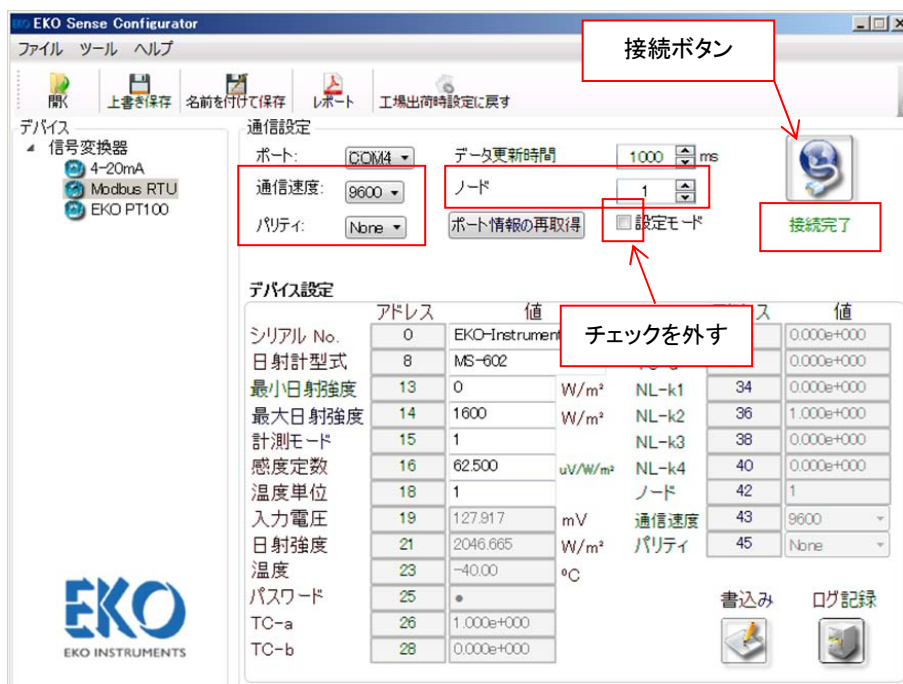 EKO Sense Configurator
ファイル ツール ヘルプ
接続ボタン
開く 上書き保存 名前を付けて保存 レポート 工場出荷時設定に戻す
デバイス
信号変換器
4-20mA
Modbus RTU
EKO PT100
通信設定
ポート: COM4 データ更新時間 1000 ms
通信速度: 9600 ノード 1
パリティ: None ポート情報の再取得 設定モード 接続完了
デバイス設定
アドレス 値 ス 値
シリアル No. 0 EKO-Instrumen 0.000e+000
チェックを外す
日射計型式 8 MS-602 0.000e+000
最小日射強度 13 0 W/m² NL-k1 34 0.000e+000
最大日射強度 14 1600 W/m² NL-k2 36 1.000e+000
計測モード 15 1 NL-k3 38 0.000e+000
感度定数 16 62.500 uV/W/m² NL-k4 40 0.000e+000
温度単位 18 1 ノード 42 1
入力電圧 19 127.917 mV 通信速度 43 9600
日射強度 21 2046.665 W/m² パリティ 45 None
温度 23 -40.00 ºC
パスワード 25 •
TC-a 26 1.000e+000
TC-b 28 0.000e+000
書込み ログ記録
EKO
EKO INSTRUMENTS